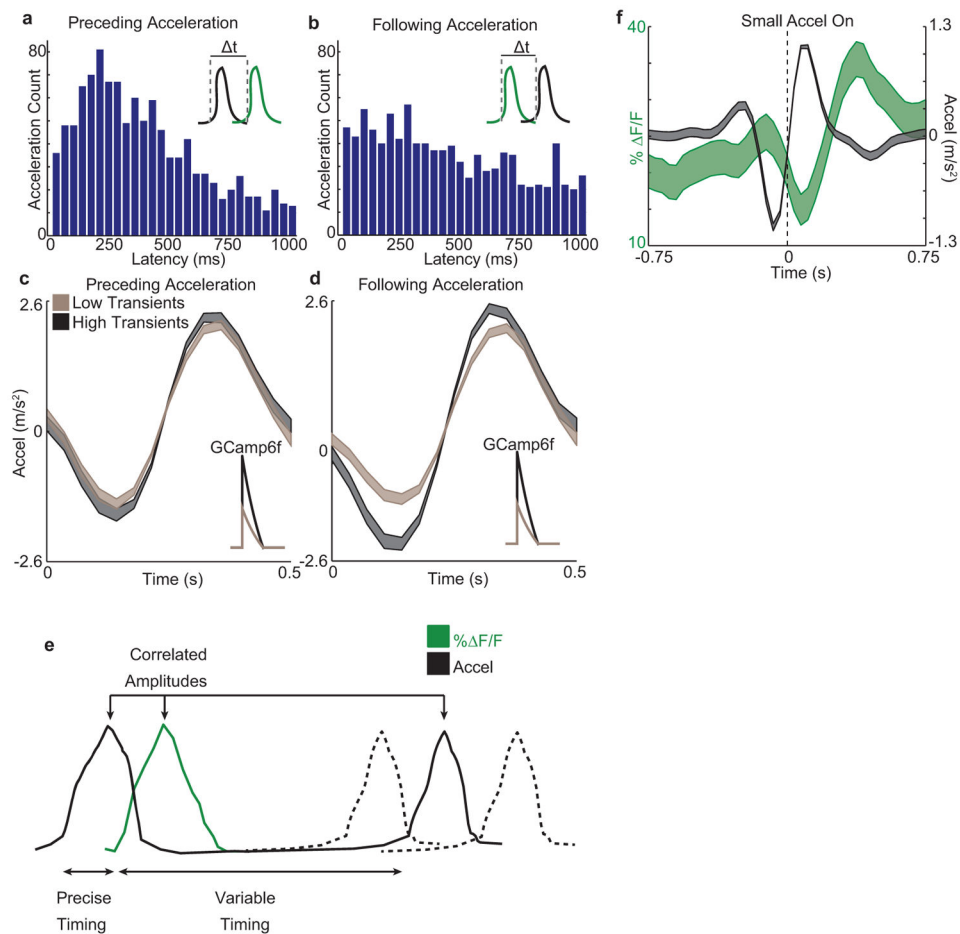 a Preceding Acceleration
80
Acceleration Count
0
Δt
0 250 500 750 1000
Latency (ms)
b Following Acceleration
80
Acceleration Count
0
Δt
0 250 500 750 1000
Latency (ms)
f Small Accel On
40
% ΔF/F
10
1.3
0
-1.3
Accel (m/s²)
-0.75 0 0.75
Time (s)
c Preceding Acceleration
Low Transients
High Transients
2.6
0
-2.6
Accel (m/s²)
GCamp6f
0 0.5
Time (s)
d Following Acceleration
2.6
0
-2.6
GCamp6f
0 0.5
Time (s)
e
%ΔF/F
Accel
Correlated
Amplitudes
Precise
Timing
Variable
Timing